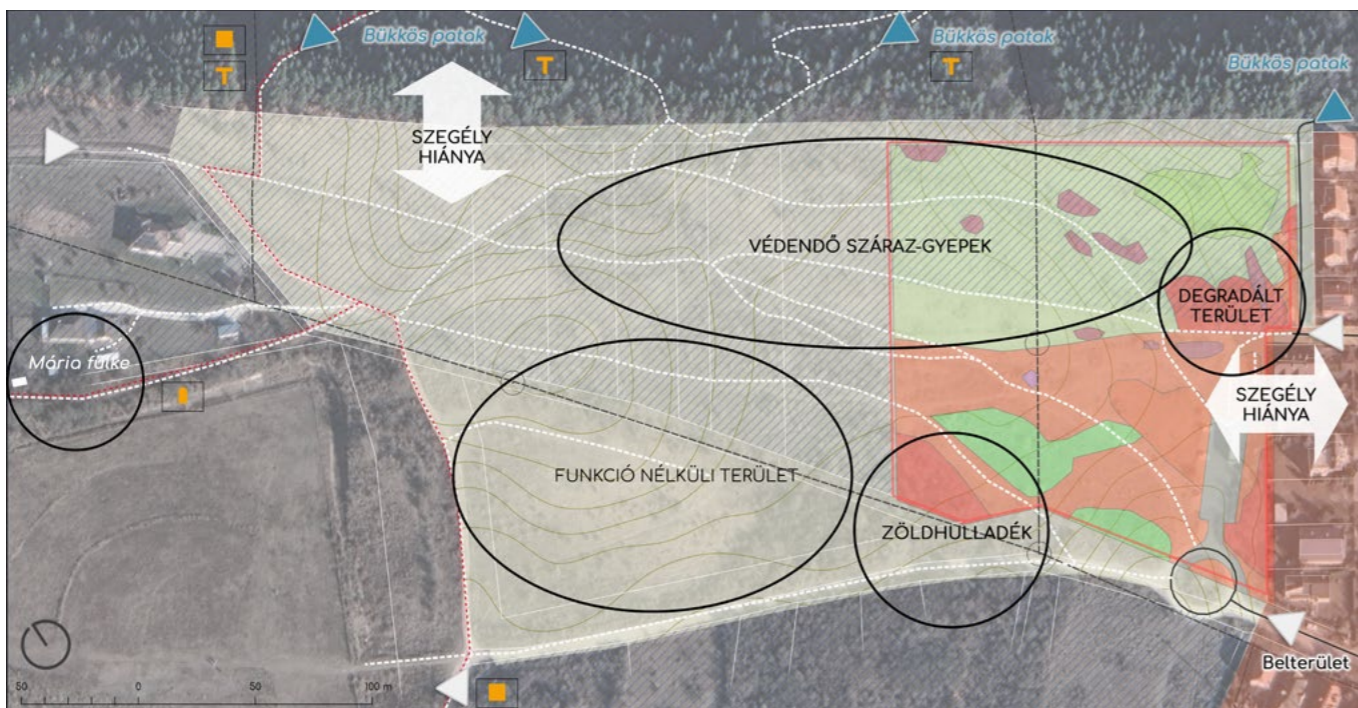 Bükkös patak
Bükkös patak
Bükkös patak
T
T
T
SZEGÉLY
HIÁNYA
VÉDENDŐ SZÁRAZ-GYEPEK
DEGRADÁLT
TERÜLET
Mária fülke
SZEGÉLY
HIÁNYA
FUNKCIÓ NÉLKÜLI TERÜLET
ZÖLDHULLADÉK
Belterület
50 0 50 100 m